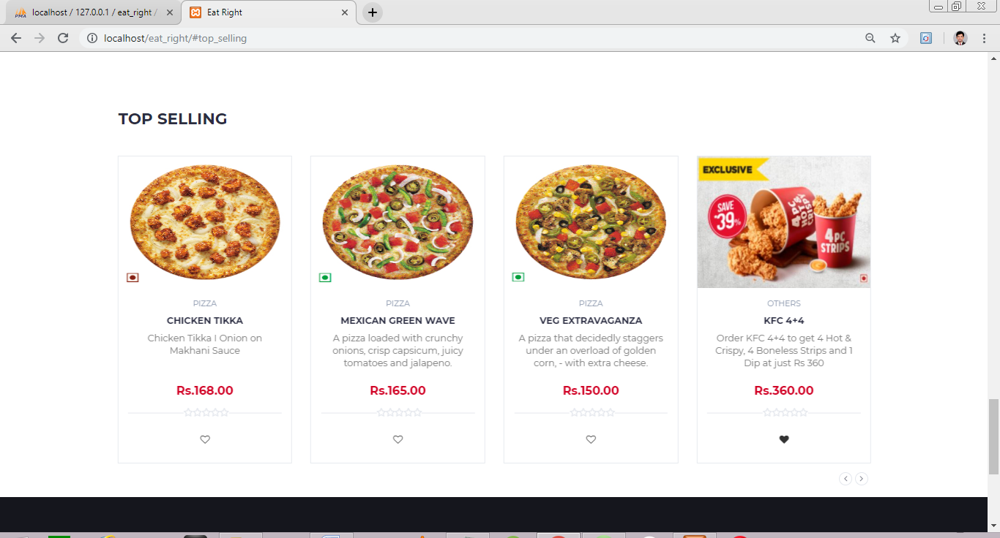 localhost / 127.0.0.1 / eat_right /
Eat Right
localhost/eat_right/#top_selling
TOP SELLING
EXCLUSIVE
SAVE
39%
4 PC
HOT &
CRISPY
4PC
STRIPS
PIZZA
CHICKEN TIKKA
Chicken Tikka I Onion on
Makhani Sauce
Rs.168.00
PIZZA
MEXICAN GREEN WAVE
A pizza loaded with crunchy
onions, crisp capsicum, juicy
tomatoes and jalapeno.
Rs.165.00
PIZZA
VEG EXTRAVAGANZA
A pizza that decidedly staggers
under an overload of golden
corn, - with extra cheese.
Rs.150.00
OTHERS
KFC 4+4
Order KFC 4+4 to get 4 Hot &
Crispy, 4 Boneless Strips and 1
Dip at just Rs 360
Rs.360.00